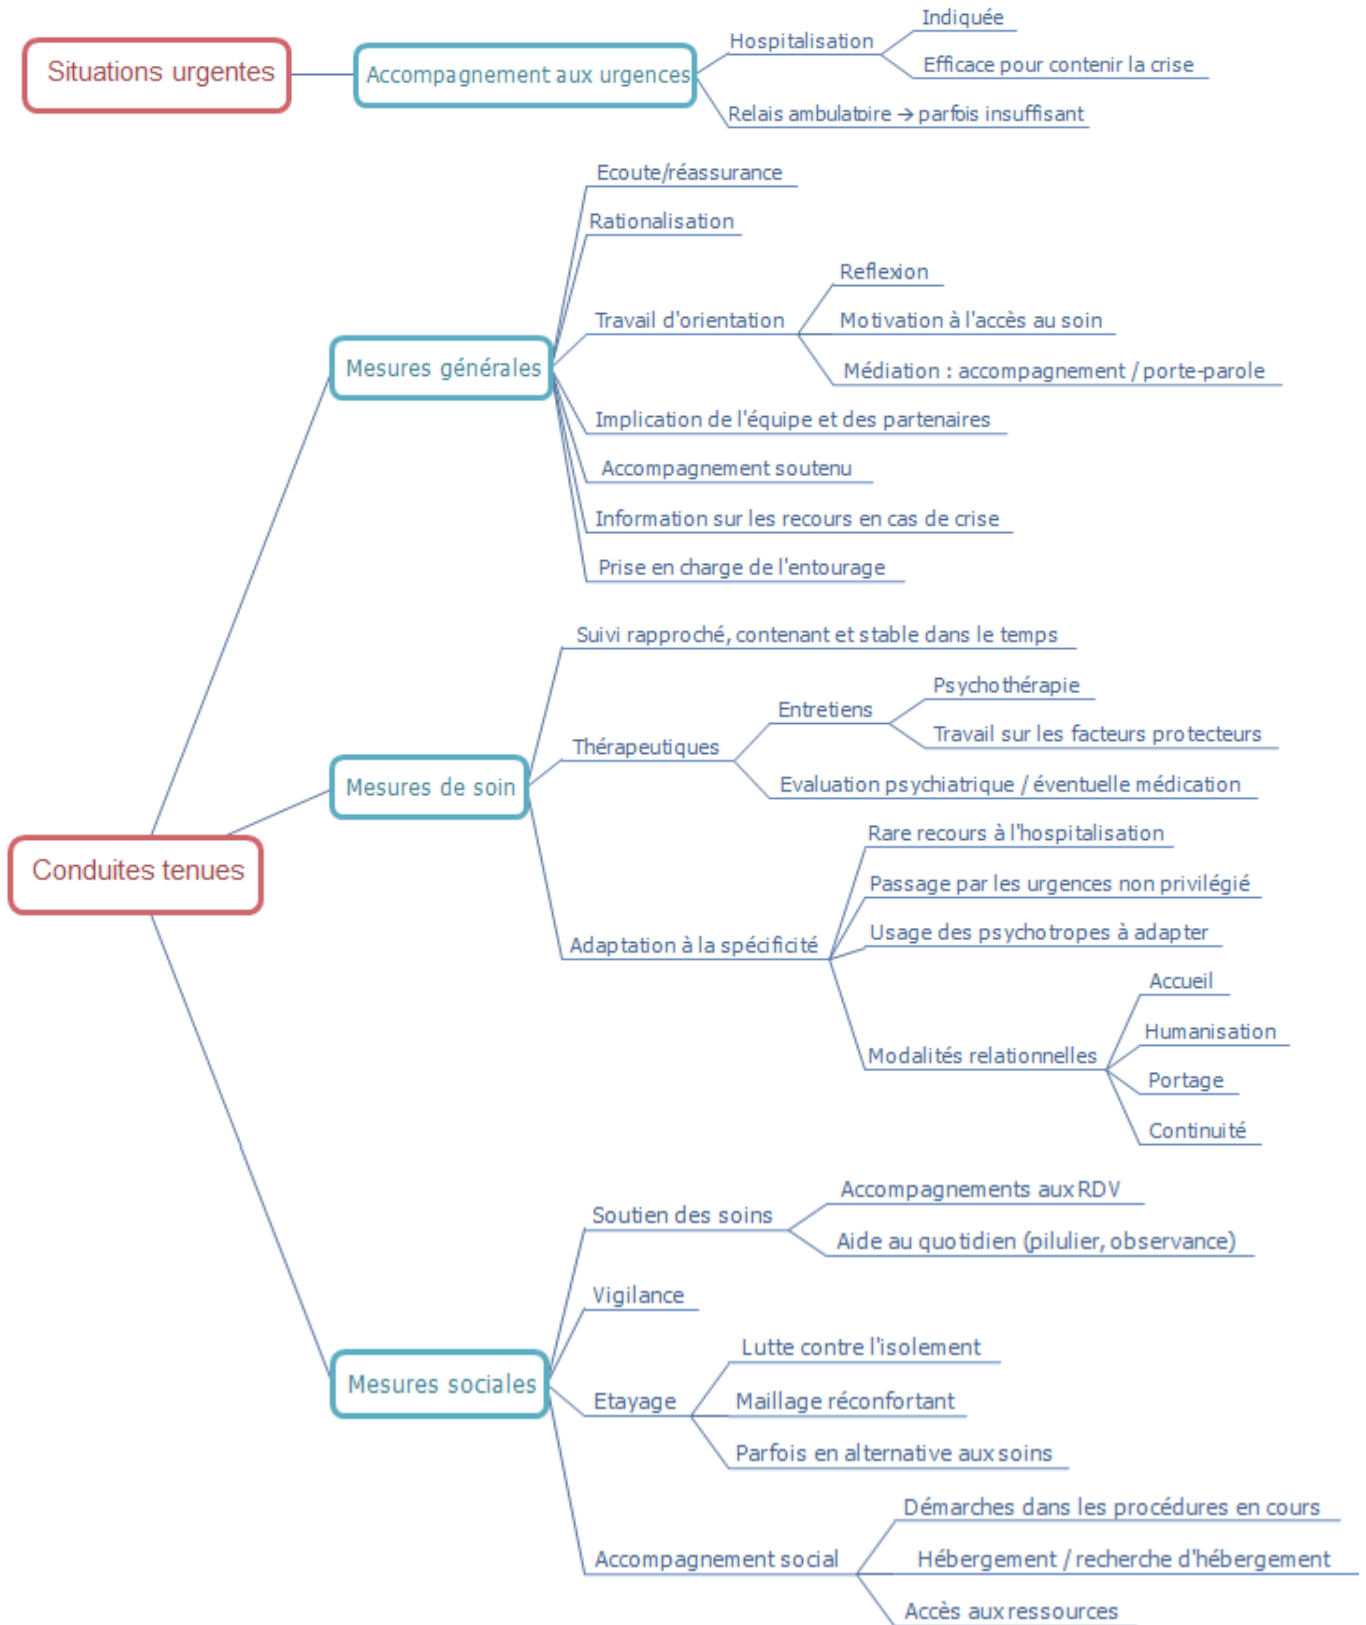 Situations urgentes
Accompagnement aux urgences
Hospitalisation
Indiquée
Efficace pour contenir la crise
Relais ambulatoire → parfois insuffisant
Conduites tenues
Mesures générales
Ecoute/réassurance
Rationalisation
Travail d'orientation
Reflexion
Motivation à l'accès au soin
Médiation : accompagnement / porte-parole
Implication de l'équipe et des partenaires
Accompagnement soutenu
Information sur les recours en cas de crise
Prise en charge de l'entourage
Mesures de soin
Suivi rapproché, contenant et stable dans le temps
Thérapeutiques
Entretiens
Psychothérapie
Travail sur les facteurs protecteurs
Evaluation psychiatrique / éventuelle médication
Adaptation à la spécificité
Rare recours à l'hospitalisation
Passage par les urgences non privilégié
Usage des psychotropes à adapter
Modalités relationnelles
Accueil
Humanisation
Portage
Continuité
Mesures sociales
Soutien des soins
Accompagnements aux RDV
Aide au quotidien (pilulier, observance)
Vigilance
Etayage
Lutte contre l'isolement
Maillage réconfortant
Parfois en alternative aux soins
Accompagnement social
Démarches dans les procédures en cours
Hébergement / recherche d'hébergement
Accès aux ressources